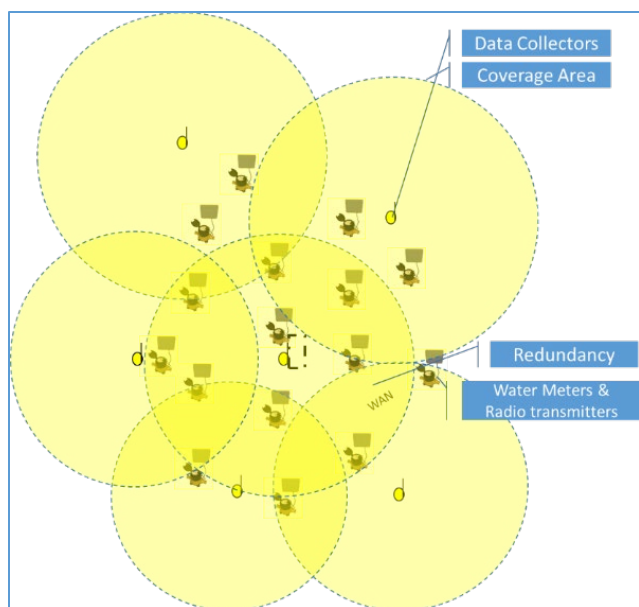 Data Collectors
Coverage Area
Redundancy
Water Meters &
Radio transmitters
WAN